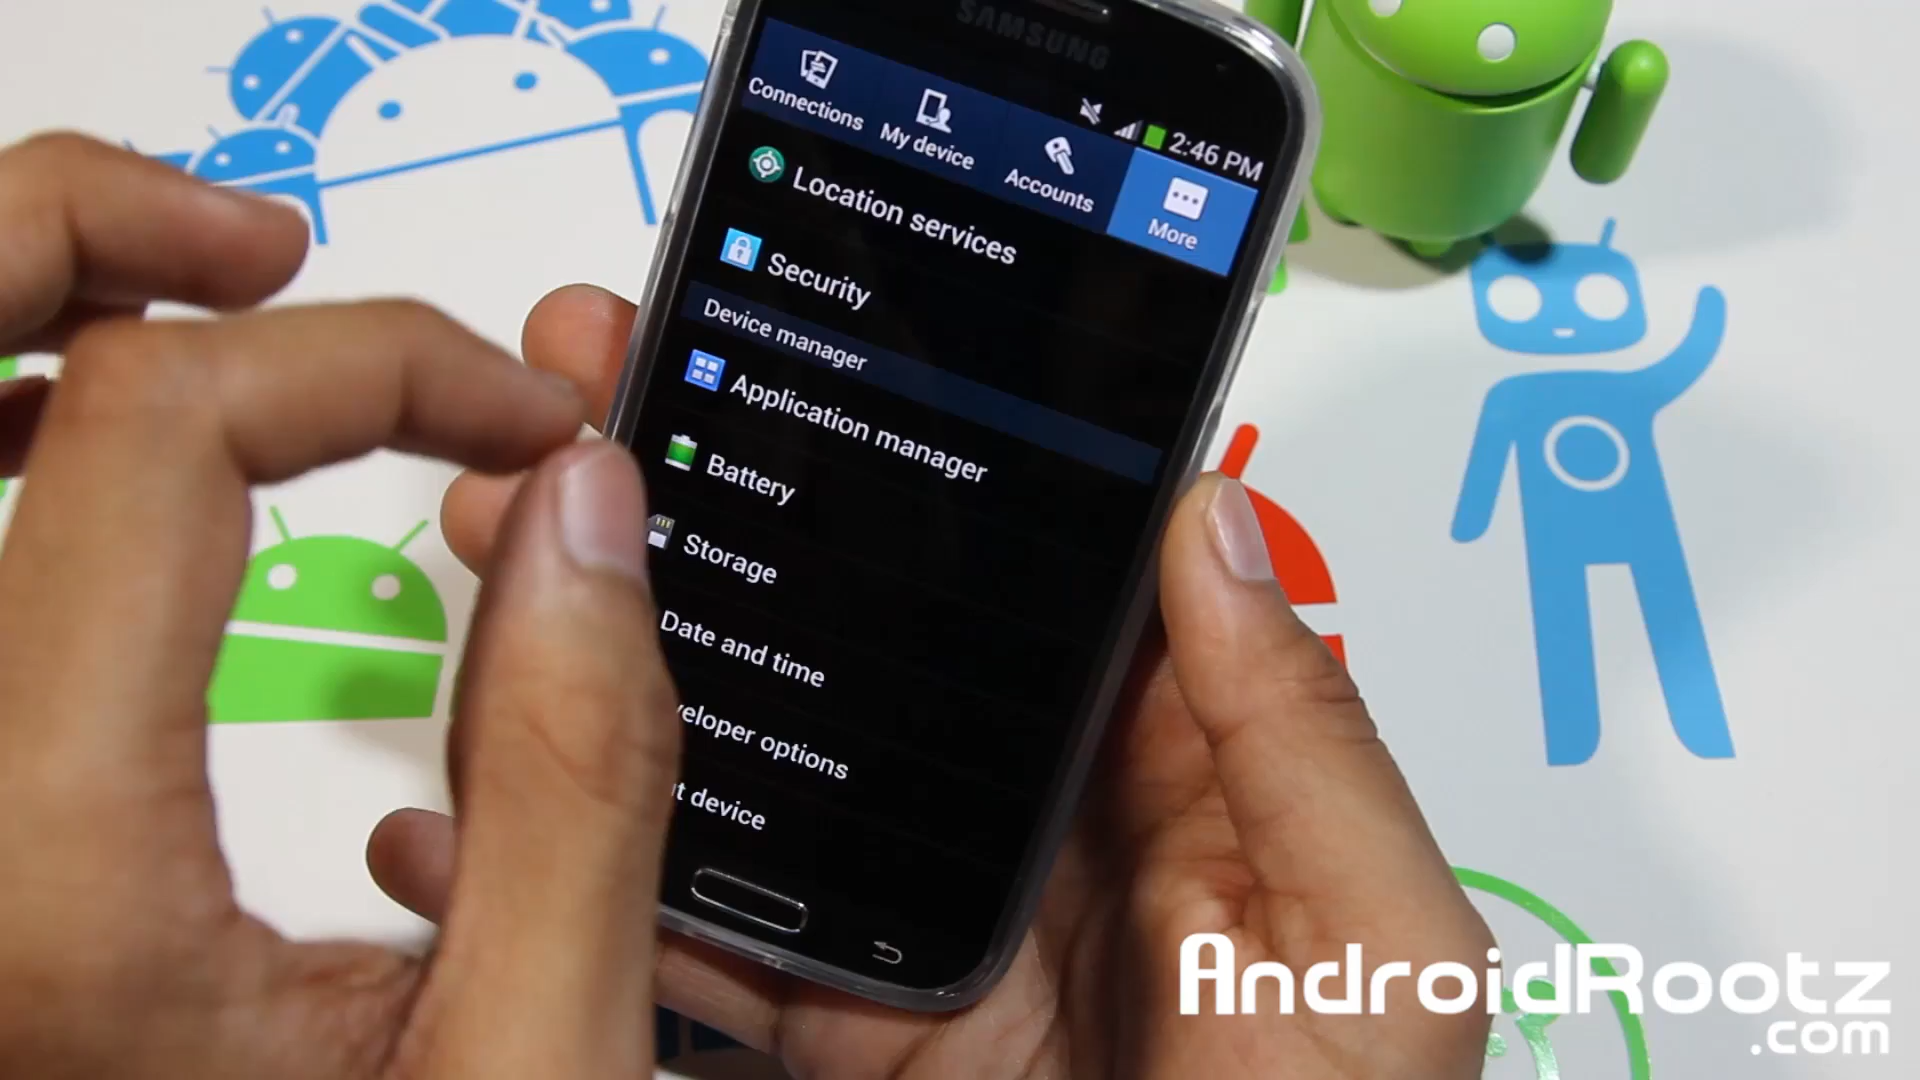 SAMSUNG
2:46 PM
Connections
My device
Accounts
More
Location services
Security
Device manager
Application manager
Battery
Storage
Date and time
veloper options
t device
AndroidRootz
.com